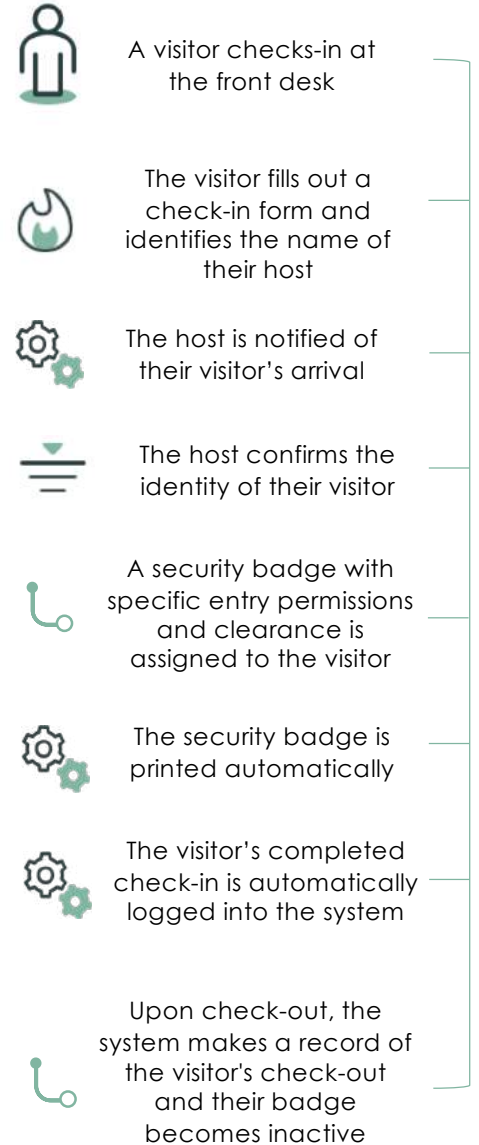 A visitor checks-in at
the front desk
The visitor fills out a
check-in form and
identifies the name of
their host
The host is notified of
their visitor’s arrival
The host confirms the
identity of their visitor
A security badge with
specific entry permissions
and clearance is
assigned to the visitor
The security badge is
printed automatically
The visitor’s completed
check-in is automatically
logged into the system
Upon check-out, the
system makes a record of
the visitor's check-out
and their badge
becomes inactive